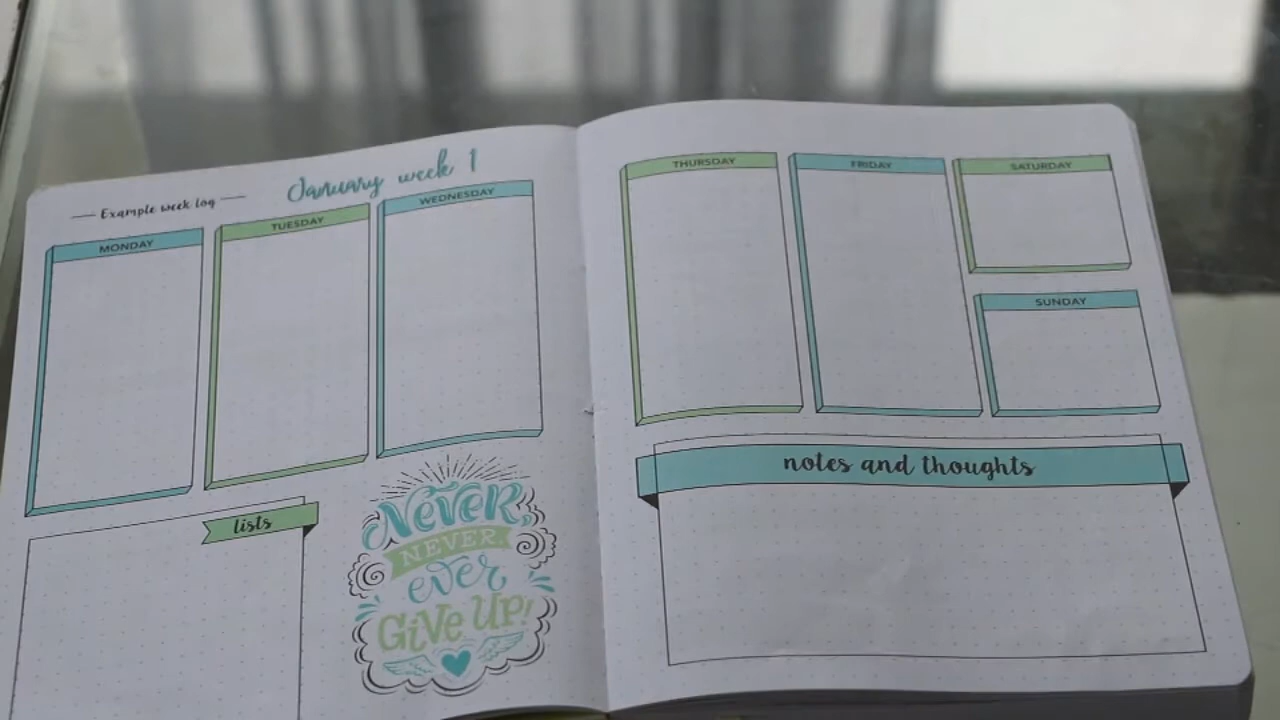 Example week log
January week 1
MONDAY
TUESDAY
WEDNESDAY
lists
NEVER,
NEVER
ever
GiVe UP!
THURSDAY
FRIDAY
SATURDAY
SUNDAY
notes and thoughts